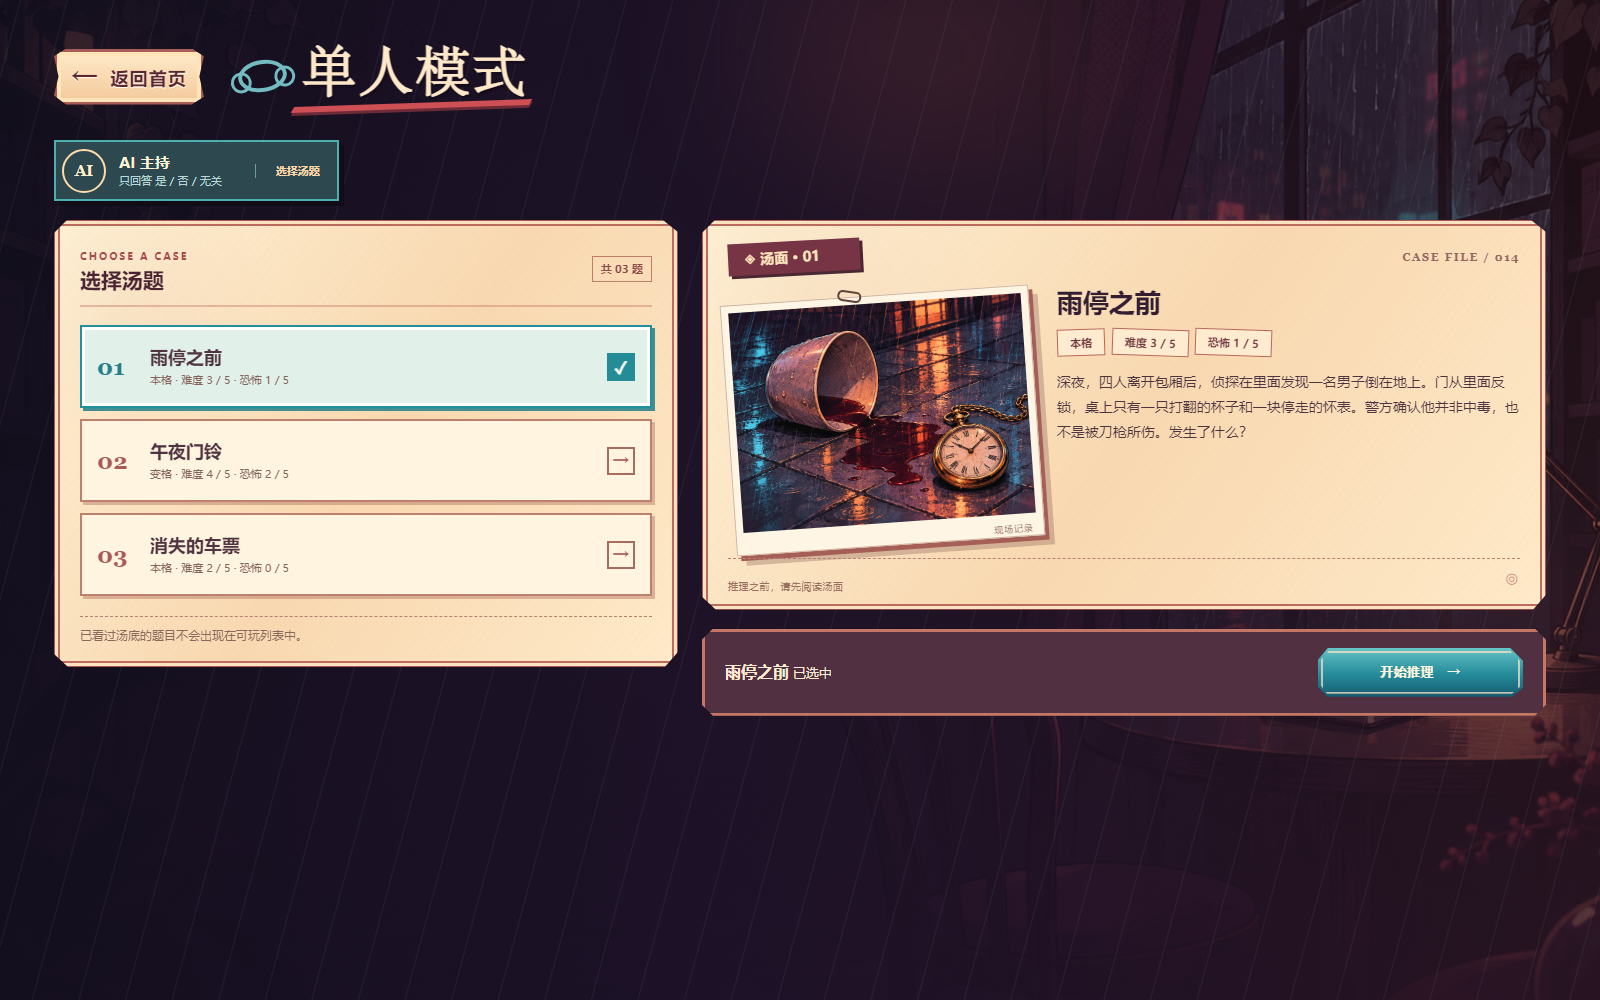 ← 返回首页
单人模式
AI
AI 主持
只回答 是 / 否 / 无关
选择汤题
CHOOSE A CASE
选择汤题
共 03 题
01
雨停之前
本格 · 难度 3 / 5 · 恐怖 1 / 5
✓
02
午夜门铃
变格 · 难度 4 / 5 · 恐怖 2 / 5
→
03
消失的车票
本格 · 难度 2 / 5 · 恐怖 0 / 5
→
已看过汤底的题目不会出现在可玩列表中。
◈ 汤面 • 01
CASE FILE / 014
现场记录
雨停之前
本格
难度 3 / 5
恐怖 1 / 5
深夜，四人离开包厢后，侦探在里面发现一名男子倒在地上。门从里面反
锁，桌上只有一只打翻的杯子和一块停走的怀表。警方确认他并非中毒，也
不是被刀枪所伤。发生了什么？
推理之前，请先阅读汤面
◎
雨停之前 已选中
开始推理 →